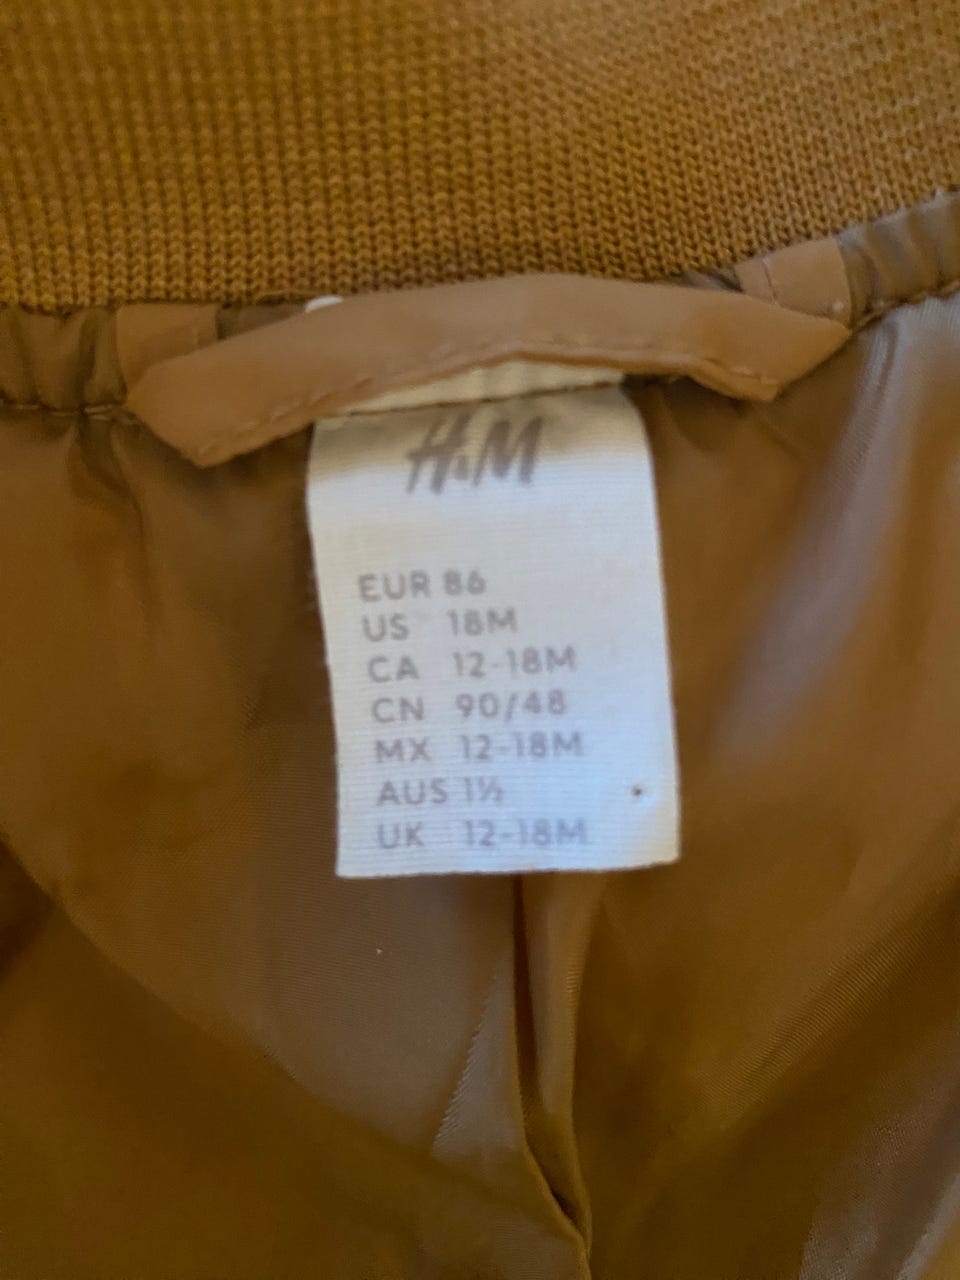 H&M
EUR 86
US 18M
CA 12-18M
CN 90/48
MX 12-18M
AUS 1½
UK 12-18M